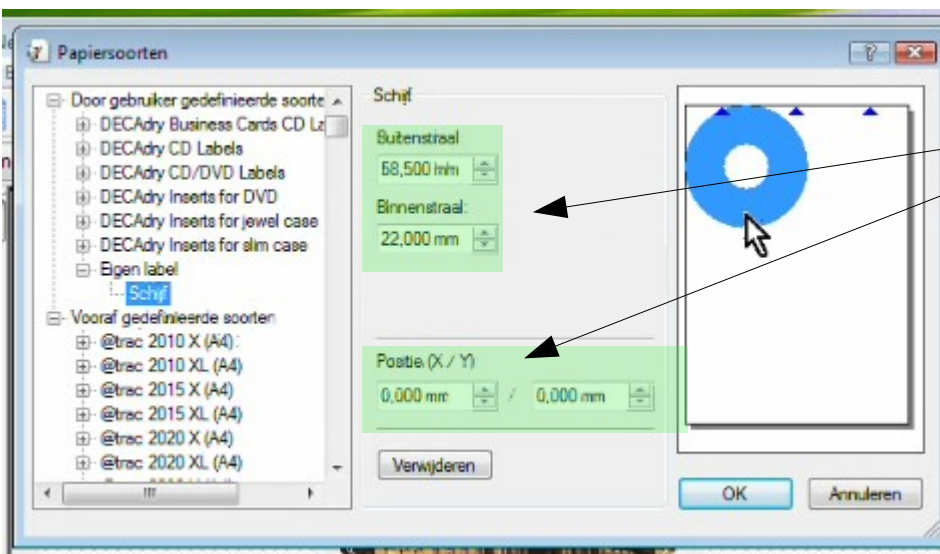 Papiersoorten
Door gebruiker gedefinieerde soorte
DECAdry Business Cards CD La
DECAdry CD Labels
DECAdry CD/DVD Labels
DECAdry Inserts for DVD
DECAdry Inserts for jewel case
DECAdry Inserts for slim case
Eigen label
Schijf
Vooraf gedefinieerde soorten
@trac 2010 X (A4)
@trac 2010 XL (A4)
@trac 2015 X (A4)
@trac 2015 XL (A4)
@trac 2020 X (A4)
@trac 2020 XL (A4)
Schijf
Buitenstraal
58,500 mm
Binnenstraal:
22,000 mm
Positie (X / Y)
0,000 mm / 0,000 mm
Verwijderen
OK
Annuleren